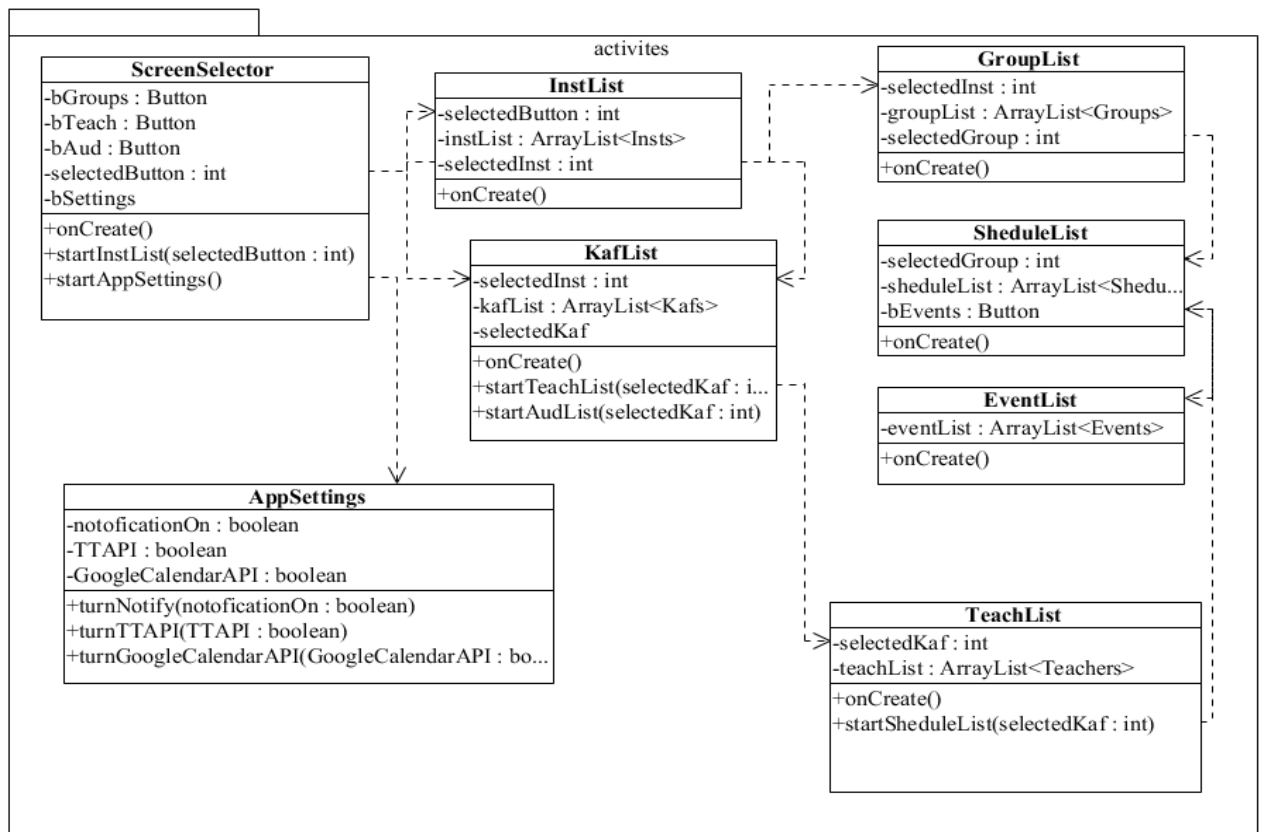 activites
ScreenSelector
-bGroups : Button
-bTeach : Button
-bAud : Button
-selectedButton : int
-bSettings
+onCreate()
+startInstList(selectedButton : int)
+startAppSettings()
InstList
-selectedButton : int
-instList : ArrayList<Insts>
-selectedInst : int
+onCreate()
GroupList
-selectedInst : int
-groupList : ArrayList<Groups>
-selectedGroup : int
+onCreate()
KafList
-selectedInst : int
-kafList : ArrayList<Kafs>
-selectedKaf
+onCreate()
+startTeachList(selectedKaf : i...
+startAudList(selectedKaf : int)
SheduleList
-selectedGroup : int
-sheduleList : ArrayList<Shedu...
-bEvents : Button
+onCreate()
EventList
-eventList : ArrayList<Events>
+onCreate()
AppSettings
-notoficationOn : boolean
-TTAPI : boolean
-GoogleCalendarAPI : boolean
+turnNotify(notoficationOn : boolean)
+turnTTAPI(TTAPI : boolean)
+turnGoogleCalendarAPI(GoogleCalendarAPI : bo...
TeachList
-selectedKaf : int
-teachList : ArrayList<Teachers>
+onCreate()
+startSheduleList(selectedKaf : int)